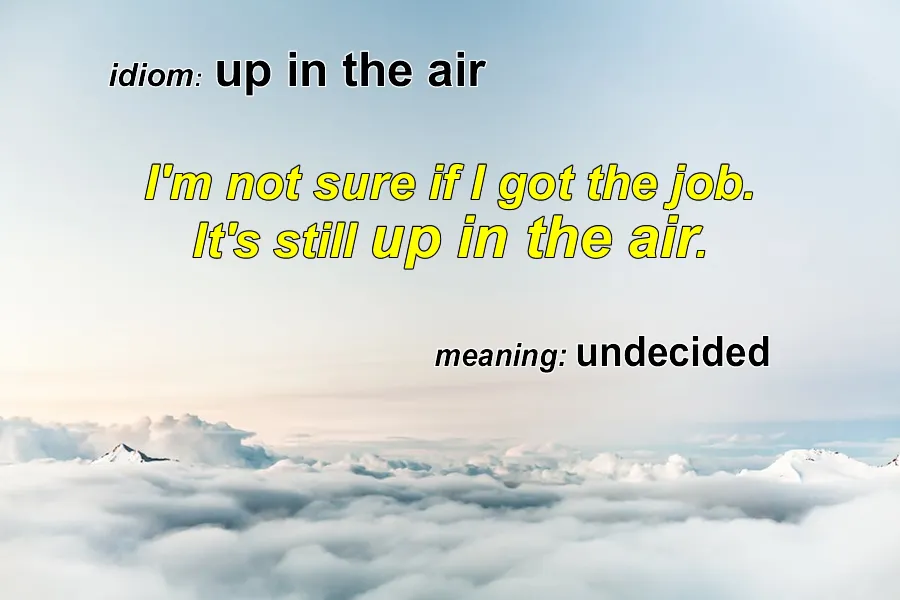 idiom: up in the air
I'm not sure if I got the job.
It's still up in the air.
meaning: undecided